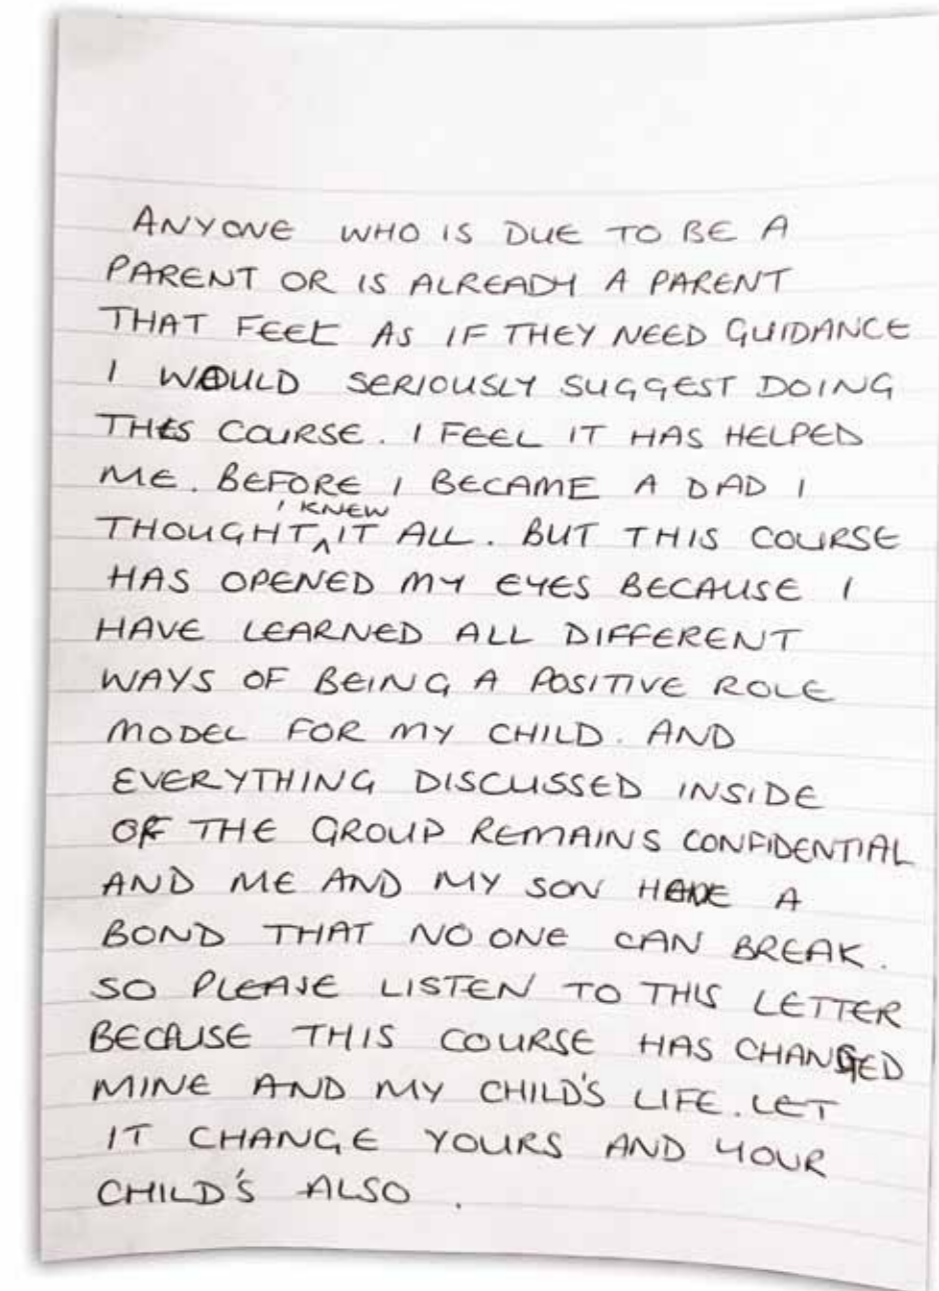 ANYONE WHO IS DUE TO BE A
PARENT OR IS ALREADY A PARENT
THAT FEEL AS IF THEY NEED GUIDANCE
I WOULD SERIOUSLY SUGGEST DOING
THIS COURSE. I FEEL IT HAS HELPED
ME. BEFORE I BECAME A DAD I
THOUGHT I KNEW IT ALL. BUT THIS COURSE
HAS OPENED MY EYES BECAUSE I
HAVE LEARNED ALL DIFFERENT
WAYS OF BEING A POSITIVE ROLE
MODEL FOR MY CHILD. AND
EVERYTHING DISCUSSED INSIDE
OF THE GROUP REMAINS CONFIDENTIAL
AND ME AND MY SON HAVE A
BOND THAT NO ONE CAN BREAK.
SO PLEASE LISTEN TO THIS LETTER
BECAUSE THIS COURSE HAS CHANGED
MINE AND MY CHILD'S LIFE. LET
IT CHANGE YOURS AND YOUR
CHILD'S ALSO.